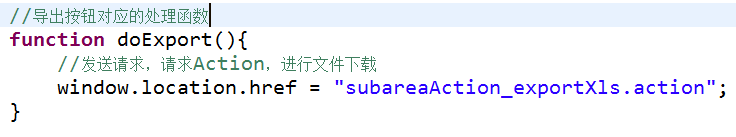 //导出按钮对应的处理函数
function doExport(){
//发送请求，请求Action，进行文件下载
window.location.href = "subareaAction_exportXls.action";
}